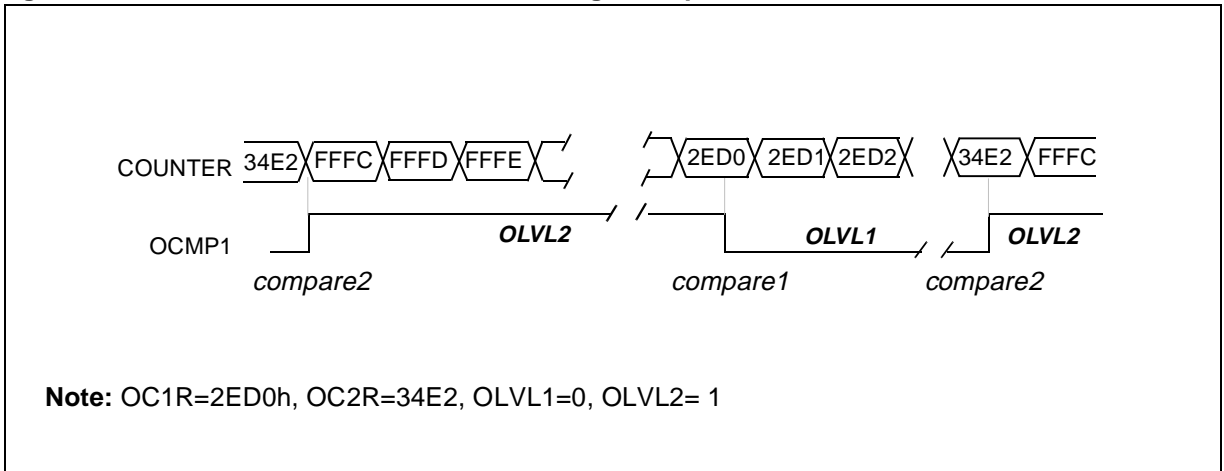 COUNTER 34E2 FFFC FFFD FFFE 2ED0 2ED1 2ED2 34E2 FFFC
OCMP1 OLVL2 OLVL1 OLVL2
compare2 compare1 compare2
Note: OC1R=2ED0h, OC2R=34E2, OLVL1=0, OLVL2= 1